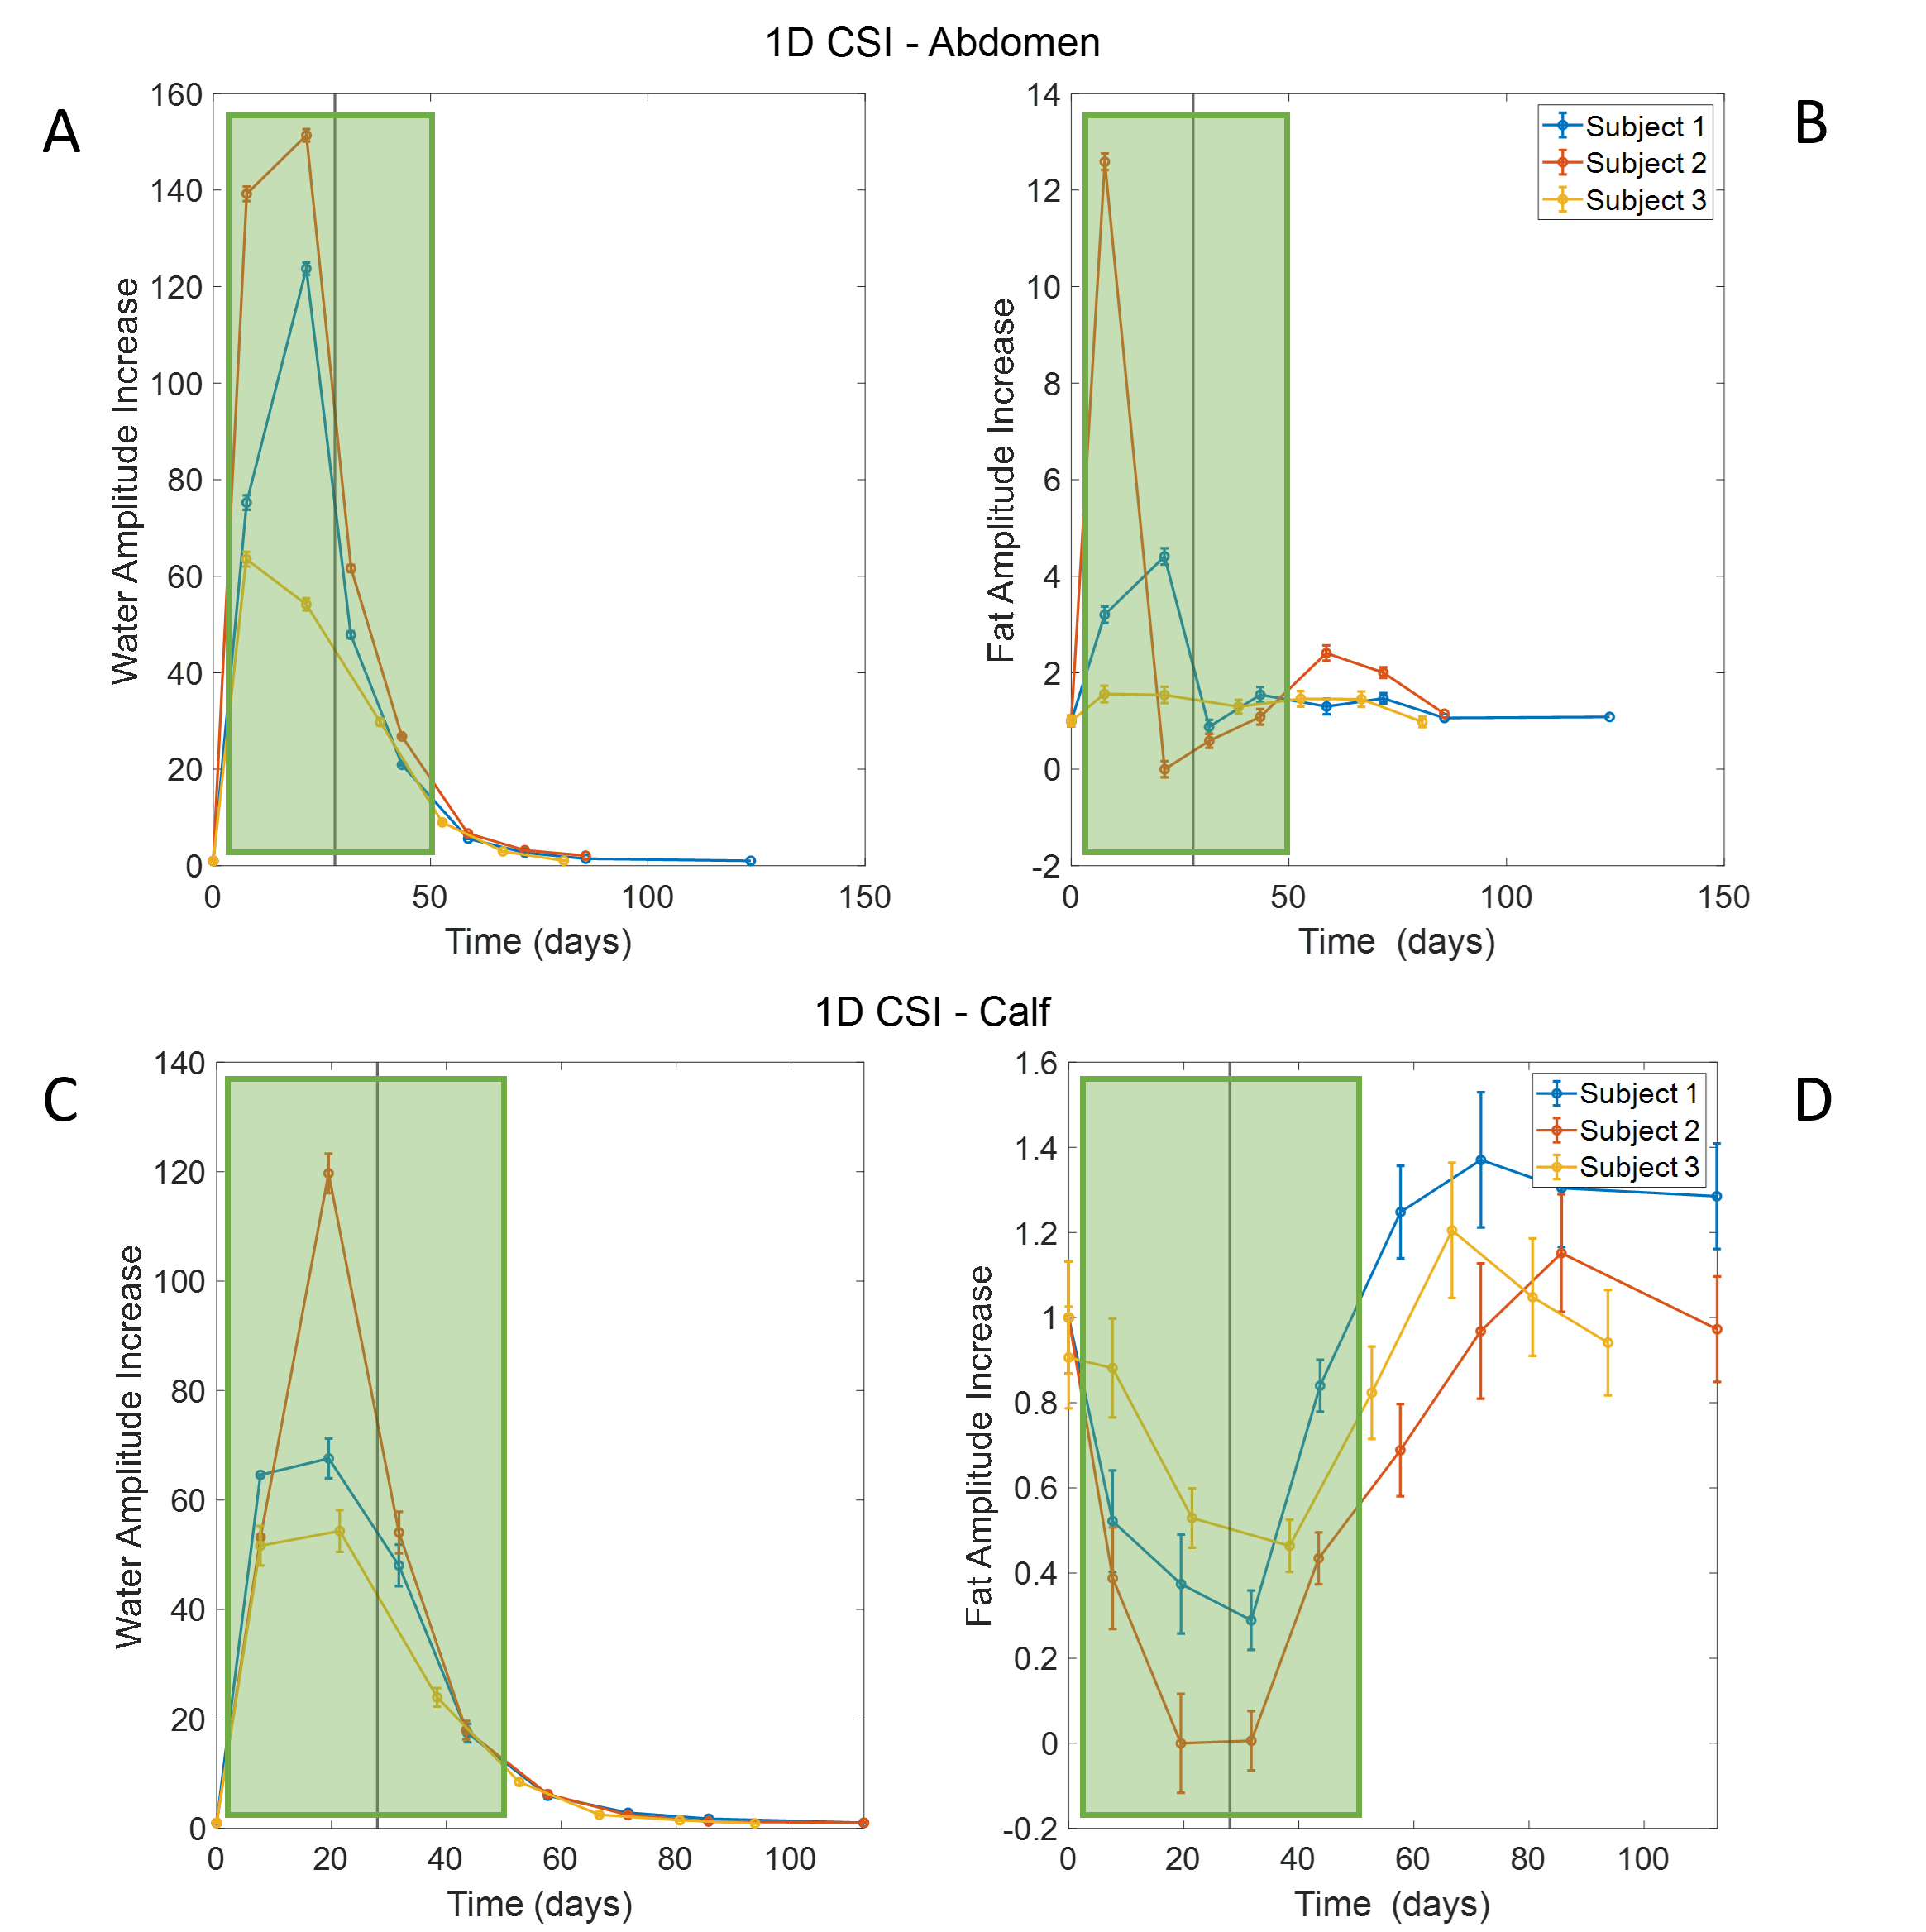 1D CSI - Abdomen
A
160
140
120
100
80
60
40
20
0
Water Amplitude Increase
0 50 100 150
Time (days)
B
14
12
10
8
6
4
2
0
-2
Fat Amplitude Increase
Subject 1
Subject 2
Subject 3
0 50 100 150
Time (days)
1D CSI - Calf
C
140
120
100
80
60
40
20
0
Water Amplitude Increase
0 20 40 60 80 100
Time (days)
D
1.6
1.4
1.2
1
0.8
0.6
0.4
0.2
0
-0.2
Fat Amplitude Increase
Subject 1
Subject 2
Subject 3
0 20 40 60 80 100
Time (days)